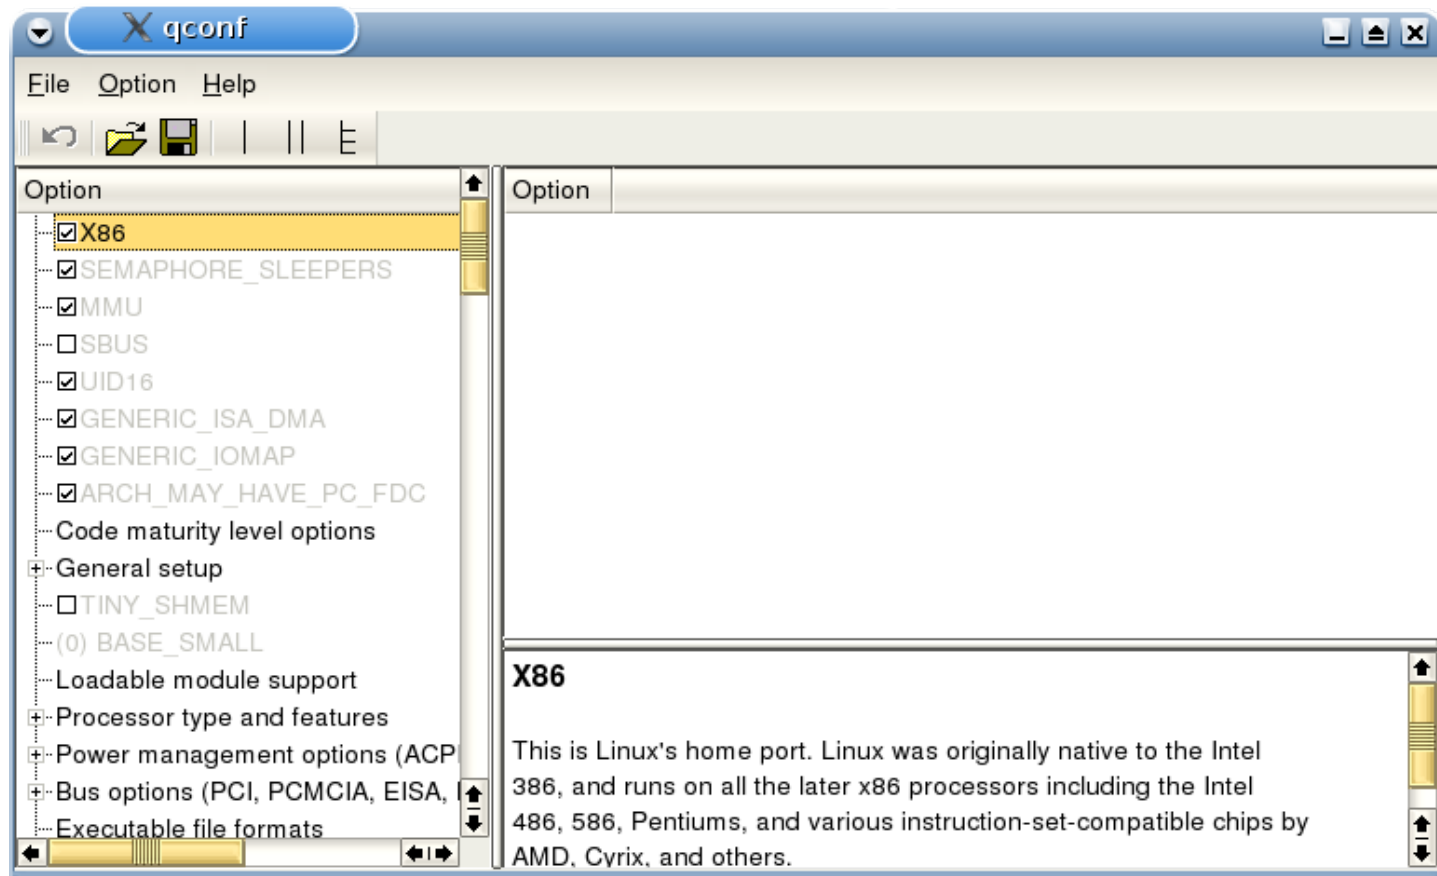 qconf
File Option Help
Option
X86
SEMAPHORE_SLEEPERS
MMU
SBUS
UID16
GENERIC_ISA_DMA
GENERIC_IOMAP
ARCH_MAY_HAVE_PC_FDC
Code maturity level options
General setup
TINY_SHMEM
(0) BASE_SMALL
Loadable module support
Processor type and features
Power management options (ACP
Bus options (PCI, PCMCIA, EISA,
Executable file formats
Option
X86
This is Linux's home port. Linux was originally native to the Intel
386, and runs on all the later x86 processors including the Intel
486, 586, Pentiums, and various instruction-set-compatible chips by
AMD, Cyrix, and others.